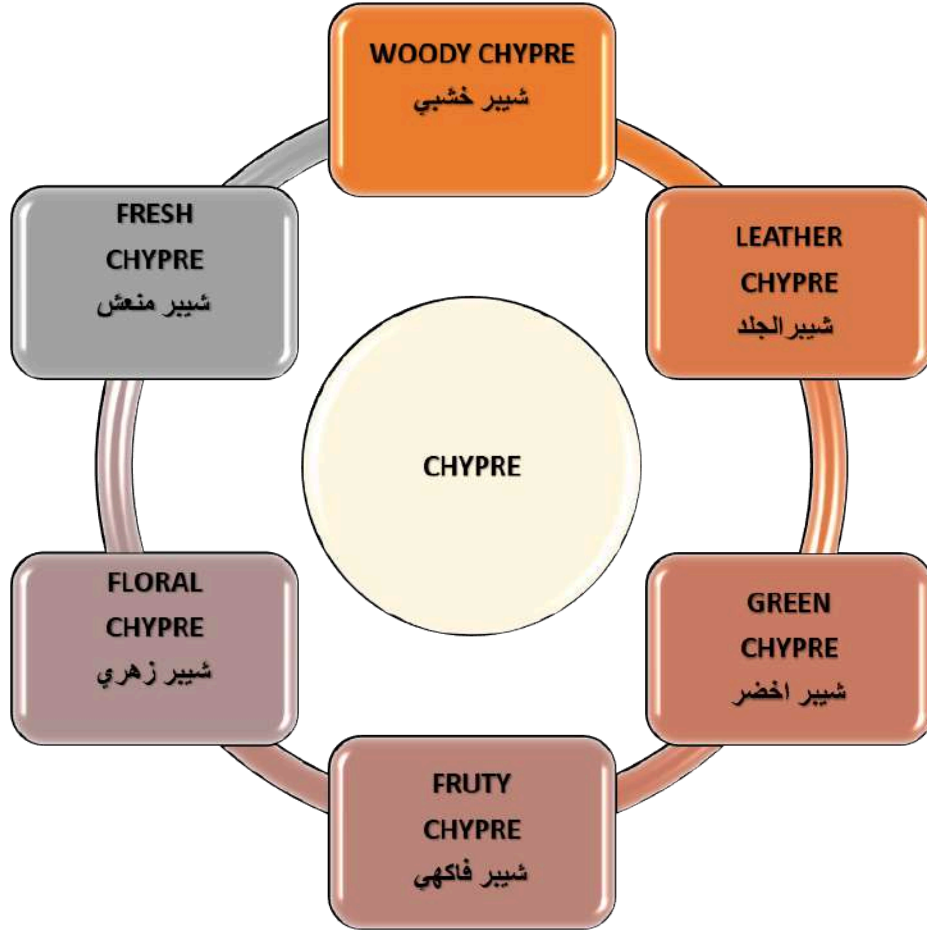 WOODY CHYPRE
شيبر خشبي
LEATHER
CHYPRE
شيبرالجلد
GREEN
CHYPRE
شيبر اخضر
FRUTY
CHYPRE
شيبر فاكهي
FLORAL
CHYPRE
شيبر زهري
FRESH
CHYPRE
شيبر منعش
CHYPRE